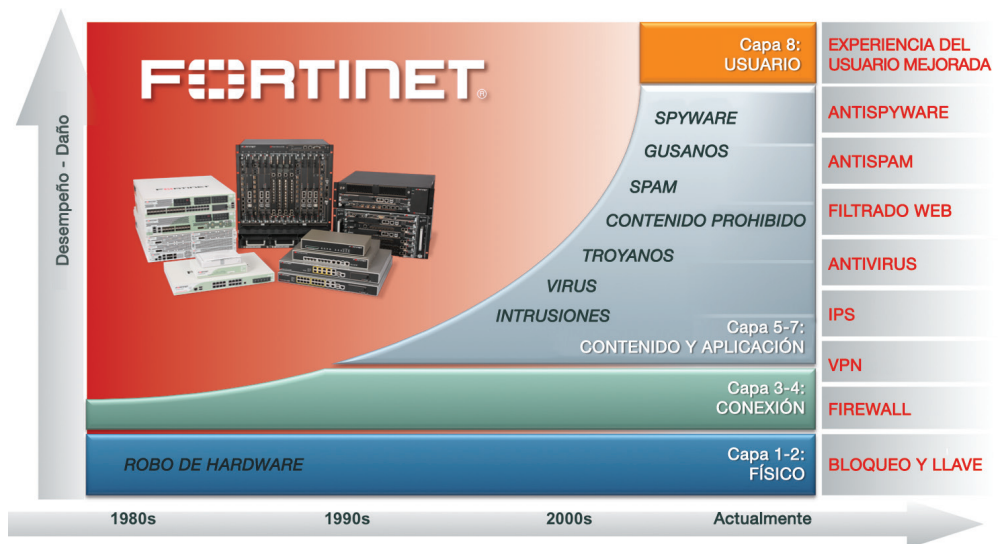 Desempeño - Daño
FORTINET®
Capa 8:
USUARIO
SPYWARE
GUSANOS
SPAM
CONTENIDO PROHIBIDO
TROYANOS
VIRUS
INTRUSIONES
Capa 5-7:
CONTENIDO Y APLICACIÓN
Capa 3-4:
CONEXIÓN
ROBO DE HARDWARE
Capa 1-2:
FÍSICO
EXPERIENCIA DEL
USUARIO MEJORADA
ANTISPYWARE
ANTISPAM
FILTRADO WEB
ANTIVIRUS
IPS
VPN
FIREWALL
BLOQUEO Y LLAVE
1980s
1990s
2000s
Actualmente